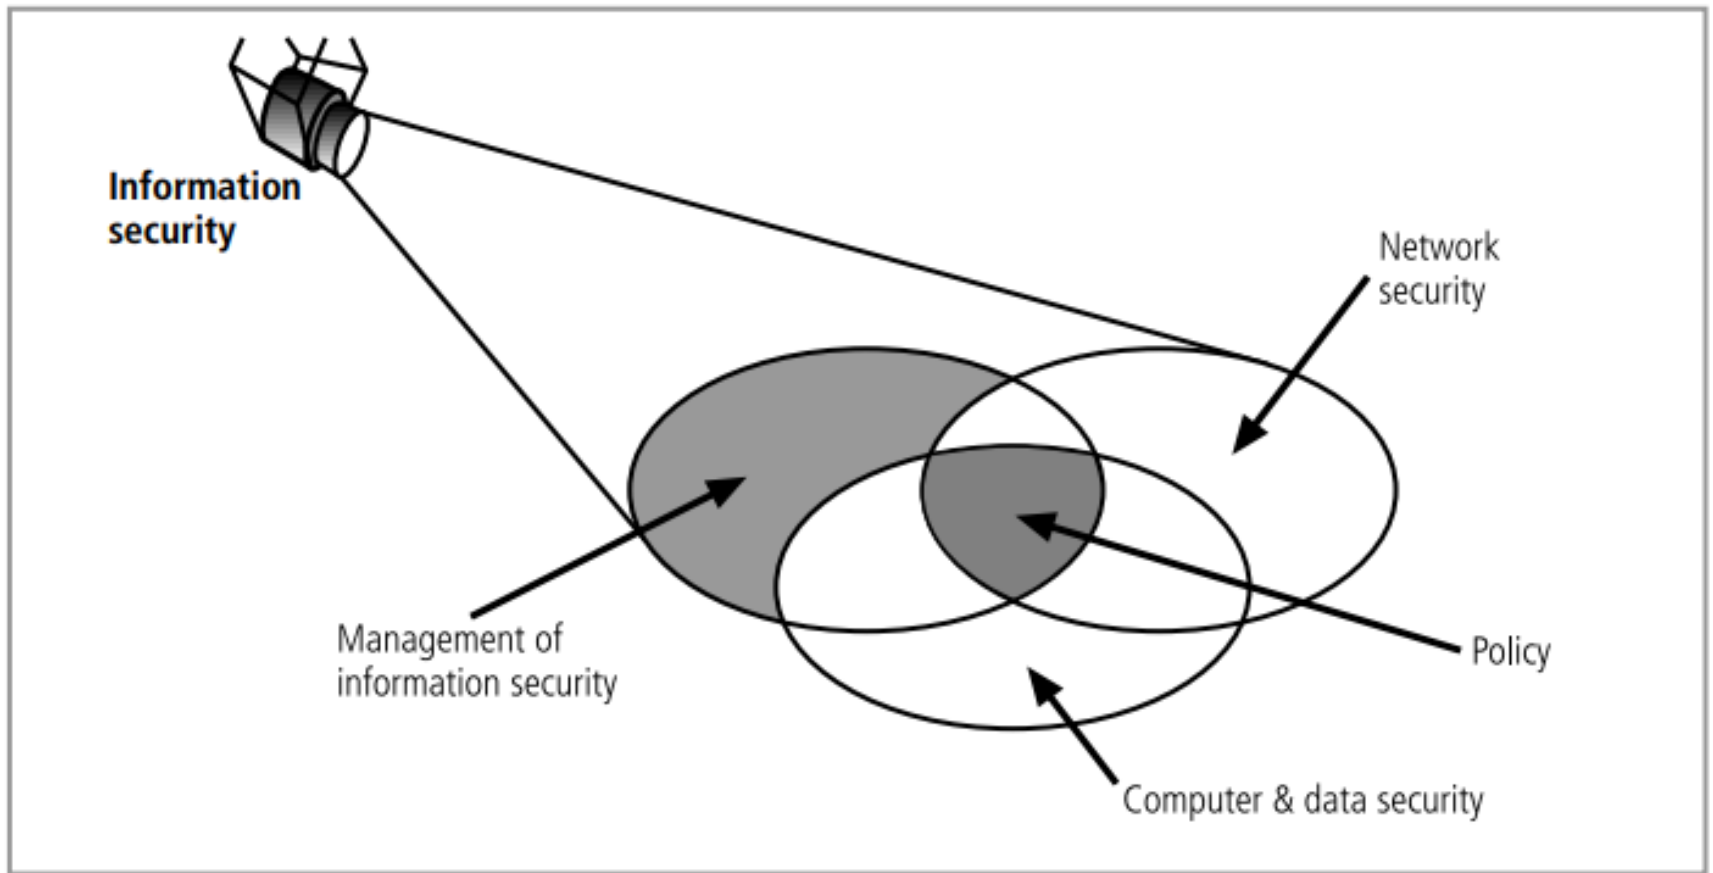 Information
security
Network
security
Management of
information security
Policy
Computer & data security